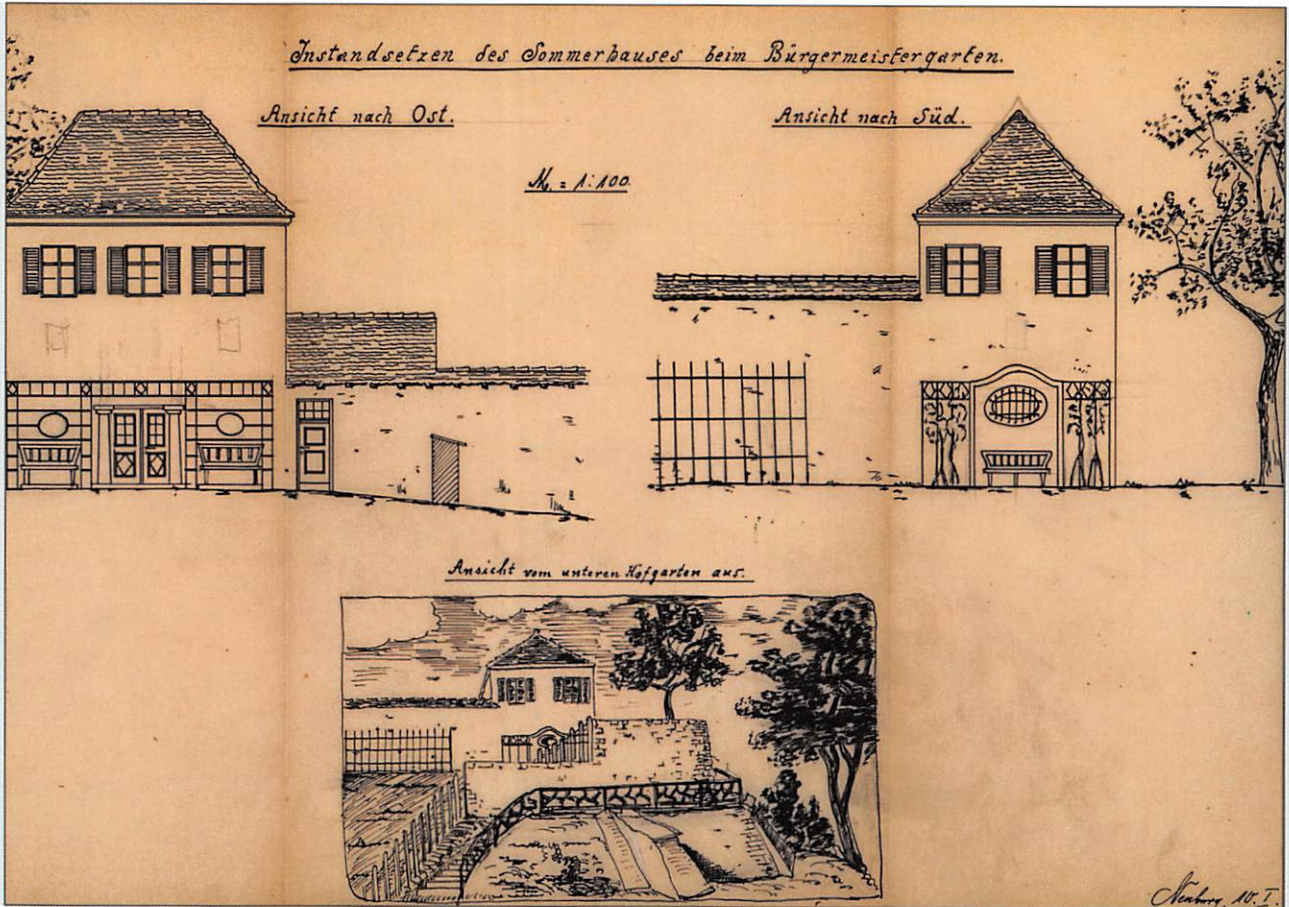 Instandsetzen des Sommerhauses beim Bürgermeistergarten.
Ansicht nach Ost.
Ansicht nach Süd.
M. = 1:100.
Ansicht vom unteren Hofgarten aus.
Neuburg, 10. I.